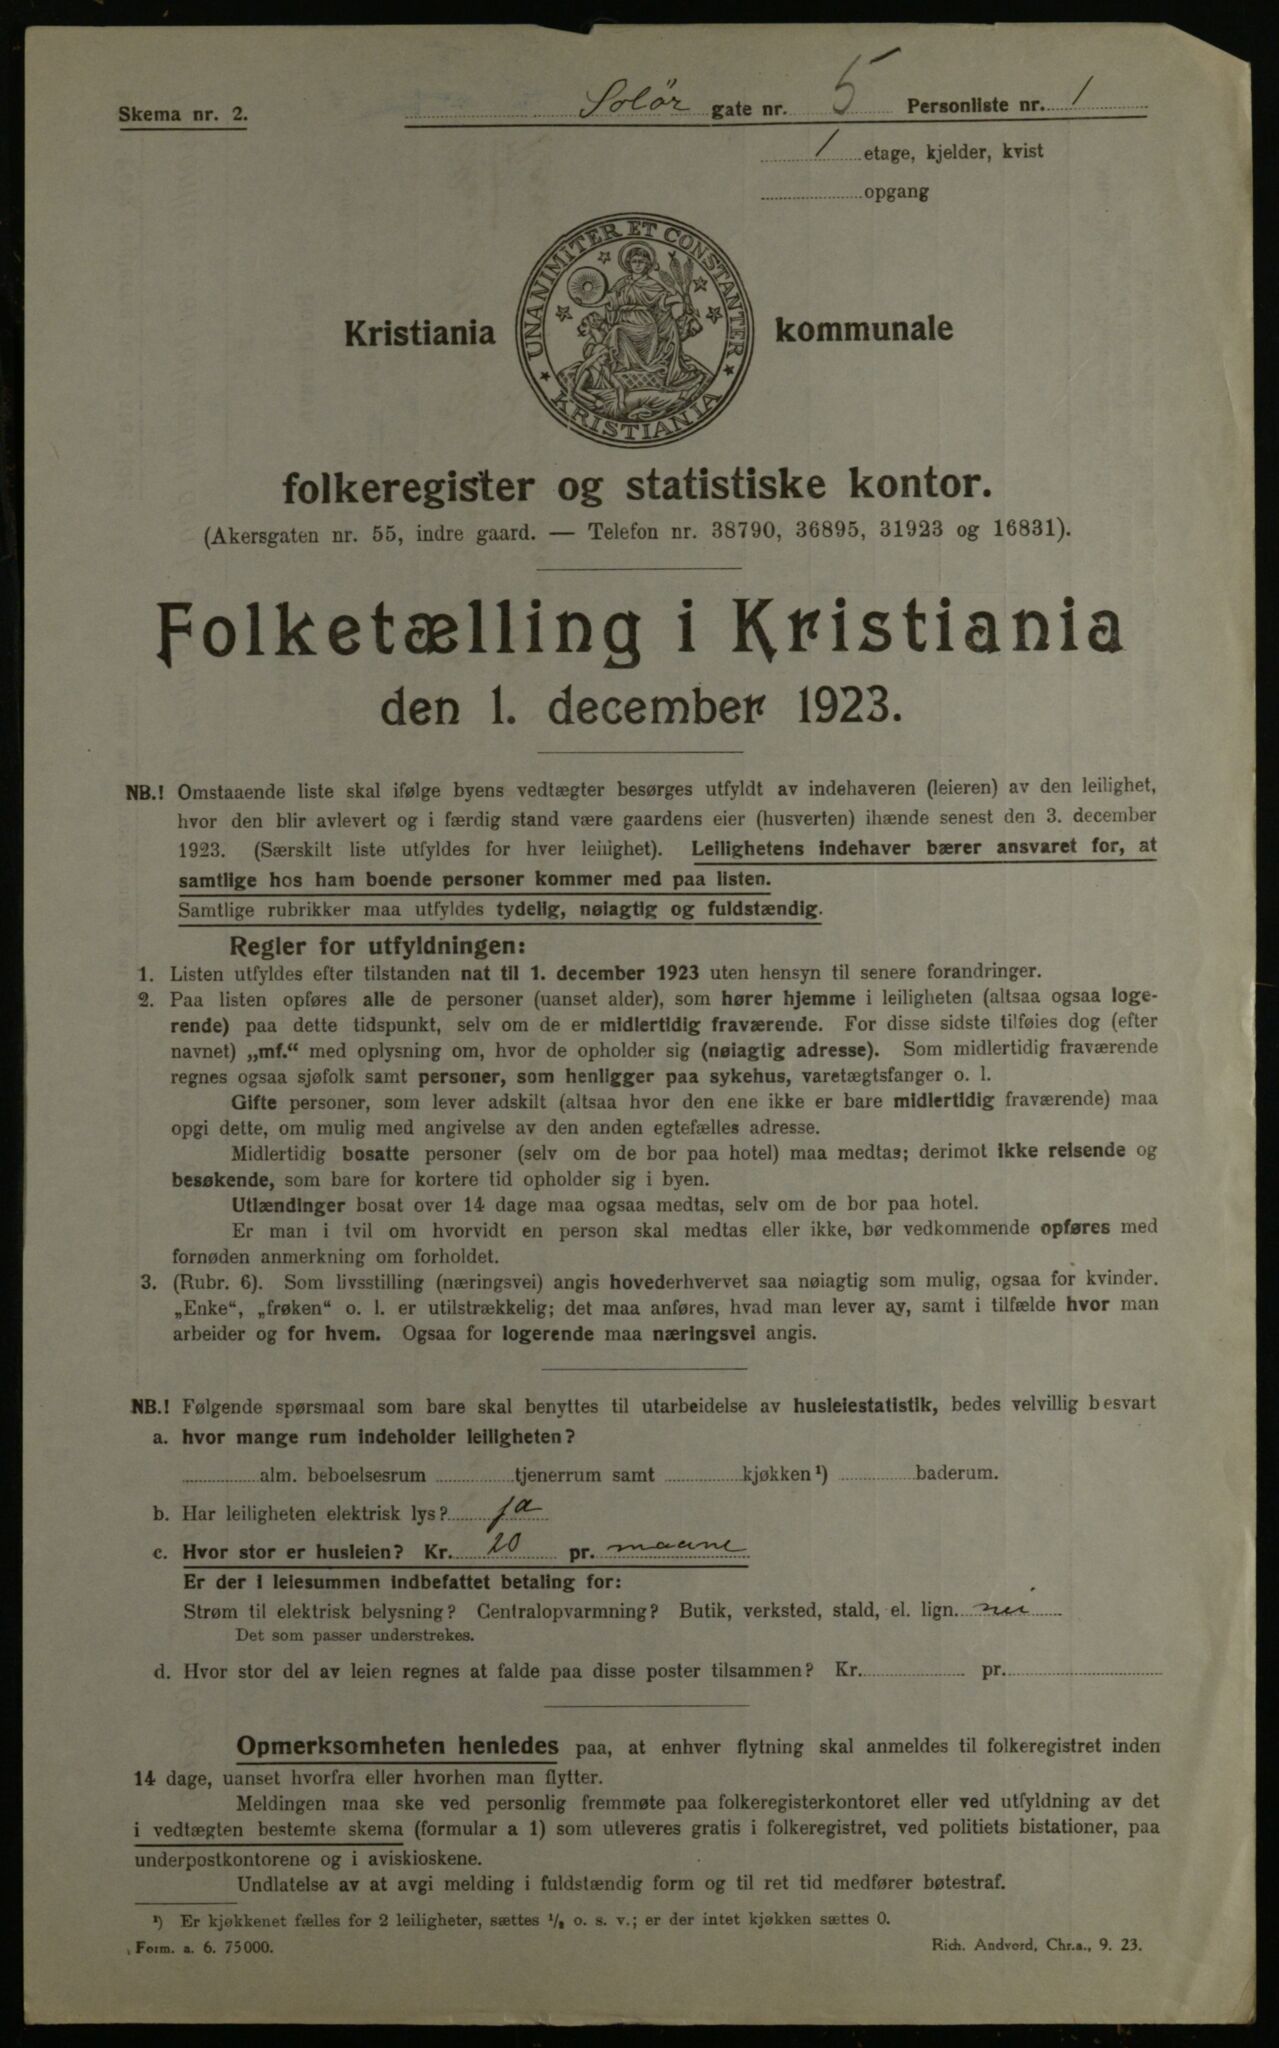 Skema nr. 2.
Solör gate nr. 5 Personliste nr. 1
1 etage, kjelder, kvist
opgang
UNANIMITER ET CONSTANTER
KRISTIANIA
Kristiania kommunale
folkeregister og statistiske kontor.
(Akersgaten nr. 55, indre gaard. — Telefon nr. 38790, 36895, 31923 og 16831).
Folketælling i Kristiania
den 1. december 1923.
NB.! Omstaaende liste skal ifølge byens vedtægter besørges utfyldt av indehaveren (leieren) av den leilighet,
hvor den blir avlevert og i færdig stand være gaardens eier (husverten) ihænde senest den 3. december
1923. (Særskilt liste utfyldes for hver leilighet). Leilighetens indehaver bærer ansvaret for, at
samtlige hos ham boende personer kommer med paa listen.
Samtlige rubrikker maa utfyldes tydelig, nøiagtig og fuldstændig.
Regler for utfyldningen:
1. Listen utfyldes efter tilstanden nat til 1. december 1923 uten hensyn til senere forandringer.
2. Paa listen opføres alle de personer (uanset alder), som hører hjemme i leiligheten (altsaa ogsaa loge-
rende) paa dette tidspunkt, selv om de er midlertidig fraværende. For disse sidste tilføies dog (efter
navnet) „mf.“ med oplysning om, hvor de opholder sig (nøiagtig adresse). Som midlertidig fraværende
regnes ogsaa sjøfolk samt personer, som henligger paa sykehus, varetægtsfanger o. l.
Gifte personer, som lever adskilt (altsaa hvor den ene ikke er bare midlertidig fraværende) maa
opgi dette, om mulig med angivelse av den anden egtefælles adresse.
Midlertidig bosatte personer (selv om de bor paa hotel) maa medtas; derimot ikke reisende og
besøkende, som bare for kortere tid opholder sig i byen.
Utlændinger bosat over 14 dage maa ogsaa medtas, selv om de bor paa hotel.
Er man i tvil om hvorvidt en person skal medtas eller ikke, bør vedkommende opføres med
fornøden anmerkning om forholdet.
3. (Rubr. 6). Som livsstilling (næringsvei) angis hovederhvervet saa nøiagtig som mulig, ogsaa for kvinder.
„Enke“, „frøken“ o. l. er utilstrækkelig; det maa anføres, hvad man lever av, samt i tilfælde hvor man
arbeider og for hvem. Ogsaa for logerende maa næringsvei angis.
NB.! Følgende spørsmaal som bare skal benyttes til utarbeidelse av husleiestatistik, bedes velvillig besvart
a. hvor mange rum indeholder leiligheten?
alm. beboelsesrum tjenerrum samt kjøkken¹) baderum.
b. Har leiligheten elektrisk lys? ja
c. Hvor stor er husleien? Kr. 20 pr. maane
Er der i leiesummen indbefattet betaling for:
Strøm til elektrisk belysning? Centralopvarmning? Butik, verksted, stald, el. lign. nei
Det som passer understrekes.
d. Hvor stor del av leien regnes at falde paa disse poster tilsammen? Kr. pr.
Opmerksomheten henledes paa, at enhver flytning skal anmeldes til folkeregistret inden
14 dage, uanset hvorfra eller hvorhen man flytter.
Meldingen maa ske ved personlig fremmøte paa folkeregisterkontoret eller ved utfyldning av det
i vedtægten bestemte skema (formular a 1) som utleveres gratis i folkeregistret, ved politiets bistationer, paa
underpostkontorene og i aviskioskene.
Undlatelse av at avgi melding i fuldstændig form og til ret tid medfører bøtestraf.
¹) Er kjøkkenet fælles for 2 leiligheter, sættes ½ o. s. v.; er der intet kjøkken sættes 0.
Form. a. 6. 75000.
Rich. Andvord, Chr.a., 9. 23.